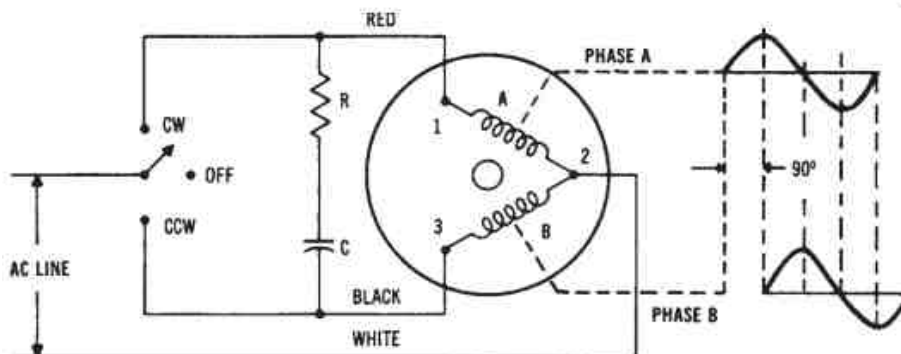 RED
PHASE A
R
A
1
CW
2
OFF
90°
3
CCW
B
C
AC LINE
BLACK
PHASE B
WHITE